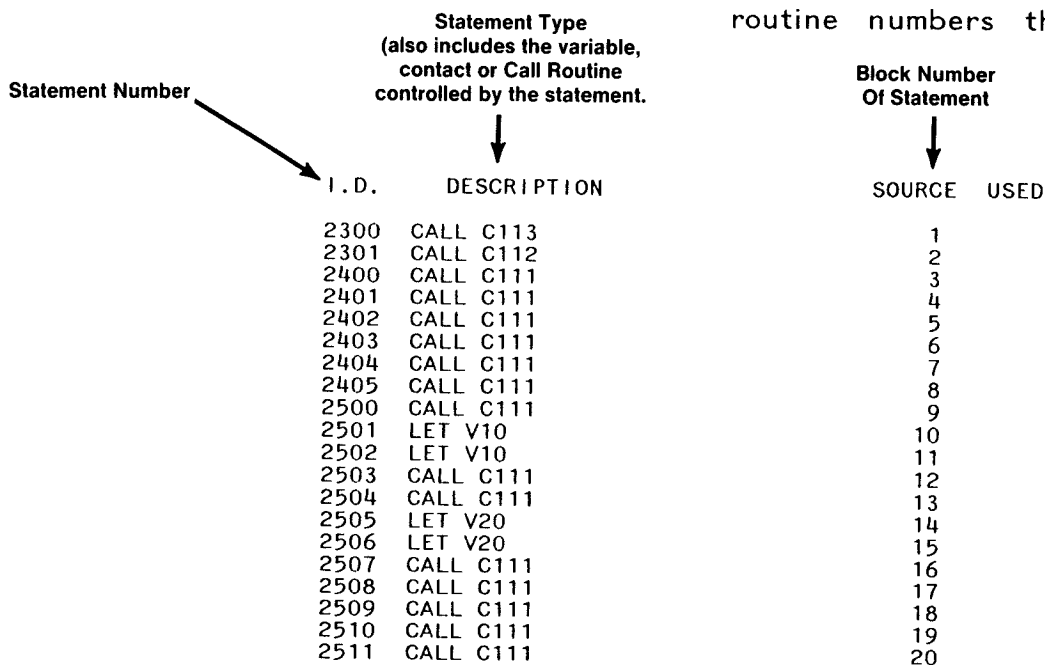 routine numbers th
Statement Type
(also includes the variable,
contact or Call Routine
controlled by the statement.
Block Number
Of Statement
Statement Number
I.D. DESCRIPTION SOURCE USED
2300 CALL C113 1
2301 CALL C112 2
2400 CALL C111 3
2401 CALL C111 4
2402 CALL C111 5
2403 CALL C111 6
2404 CALL C111 7
2405 CALL C111 8
2500 CALL C111 9
2501 LET V10 10
2502 LET V10 11
2503 CALL C111 12
2504 CALL C111 13
2505 LET V20 14
2506 LET V20 15
2507 CALL C111 16
2508 CALL C111 17
2509 CALL C111 18
2510 CALL C111 19
2511 CALL C111 20